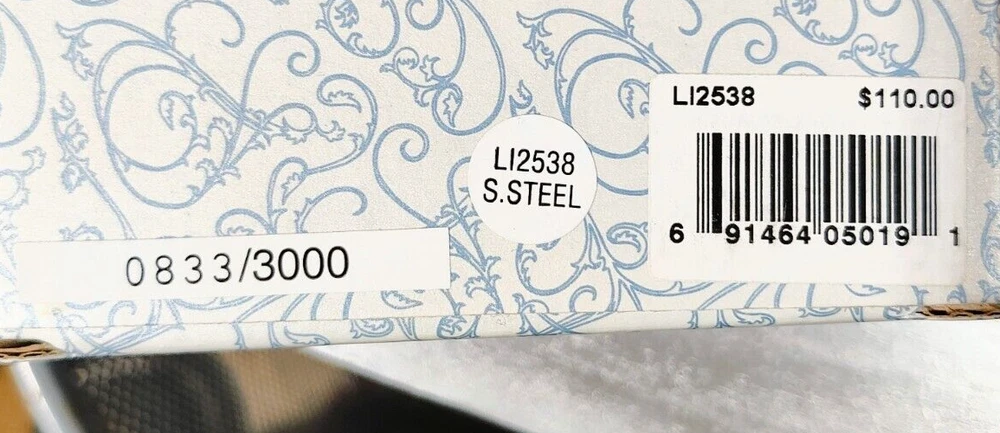 LI2538 $110.00
6 91464 05019 1
LI2538
S.STEEL
0833/3000